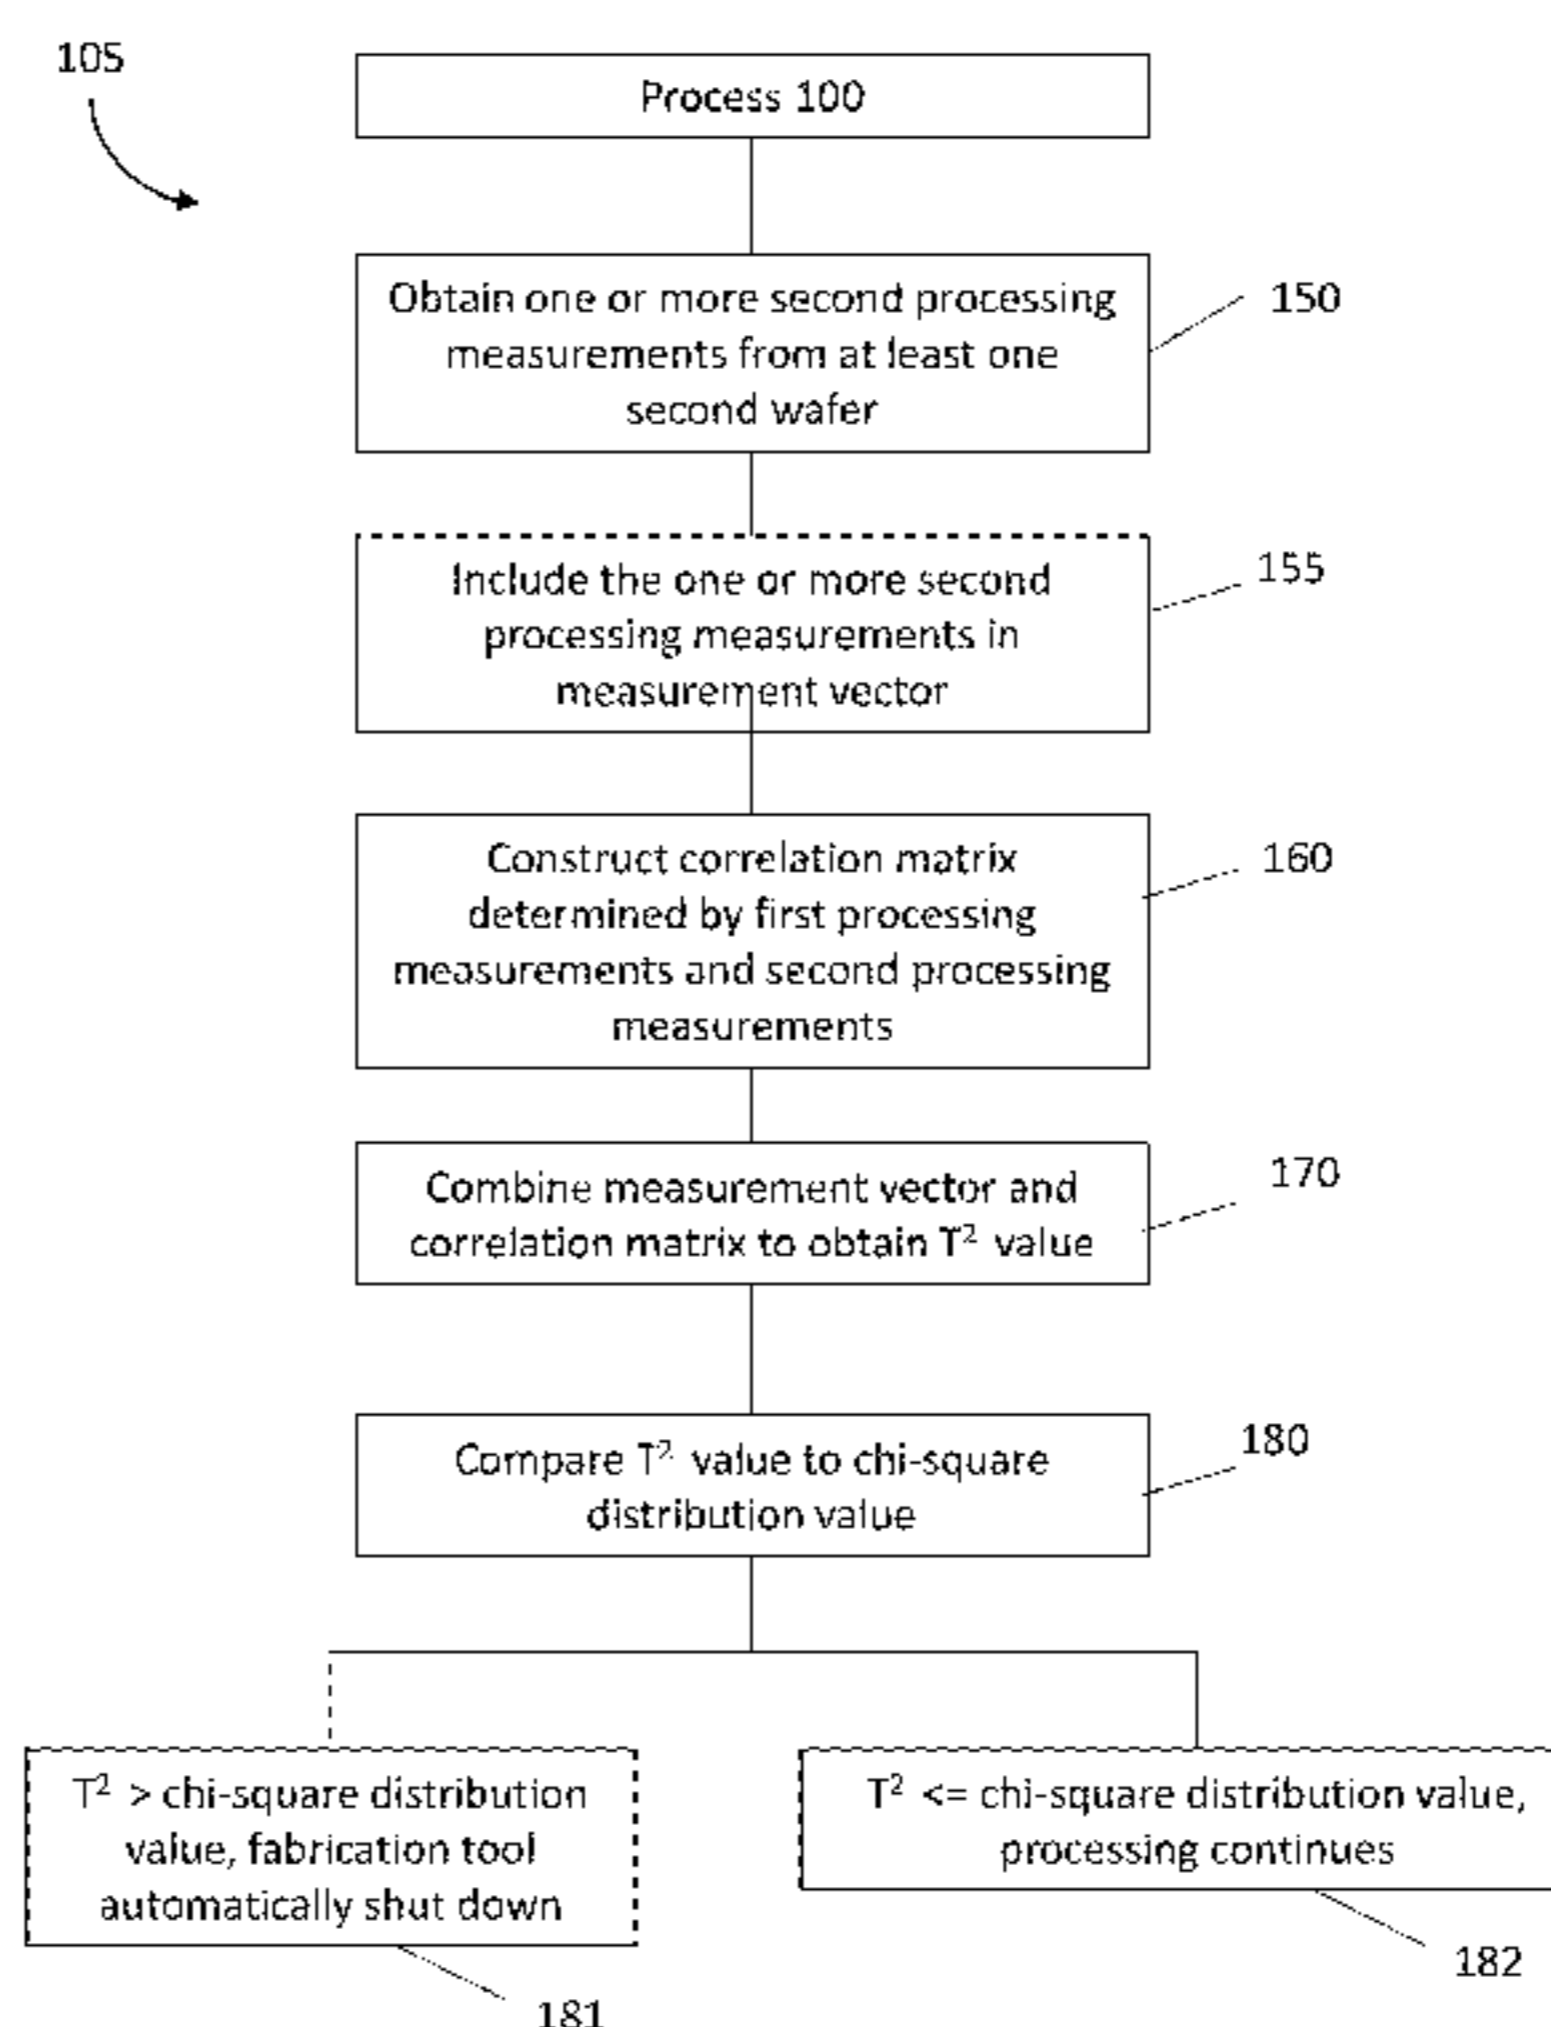 105
Process 100
Obtain one or more second processing
measurements from at least one
second wafer
150
Include the one or more second
processing measurements in
measurement vector
155
Construct correlation matrix
determined by first processing
measurements and second processing
measurements
160
Combine measurement vector and
correlation matrix to obtain T² value
170
Compare T² value to chi-square
distribution value
180
T² > chi-square distribution
value, fabrication tool
automatically shut down
181
T² <= chi-square distribution value,
processing continues
182